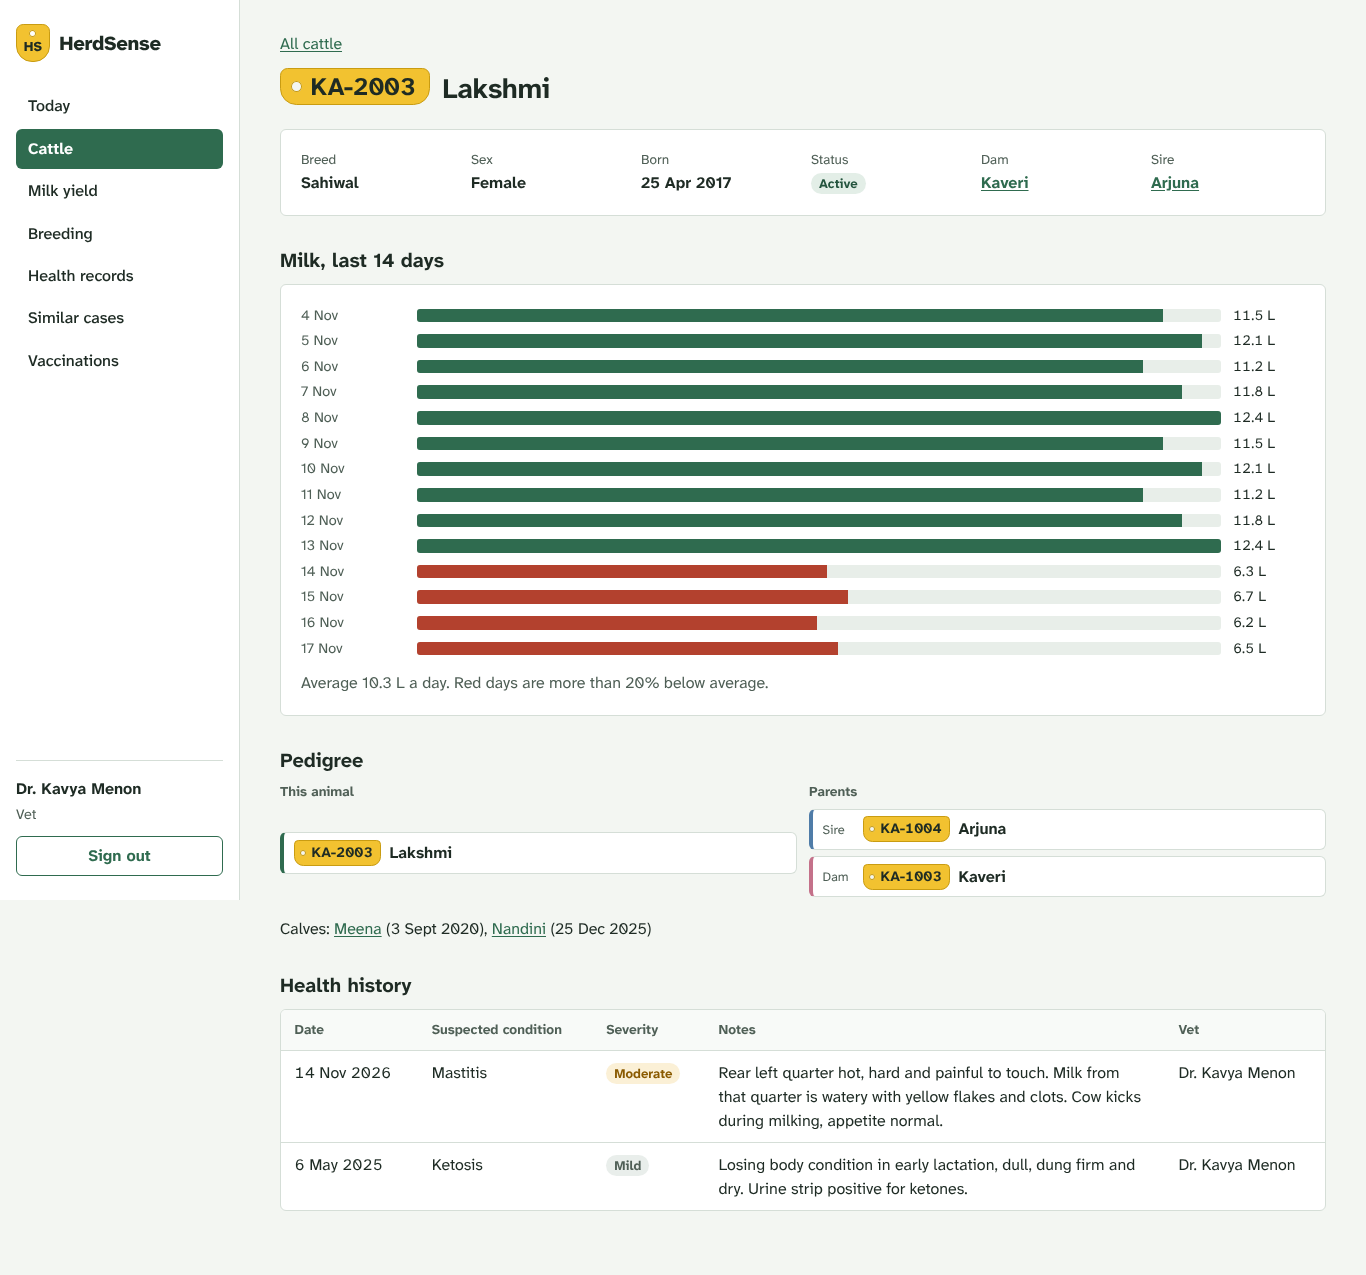 HS HerdSense
Today
Cattle
Milk yield
Breeding
Health records
Similar cases
Vaccinations
Dr. Kavya Menon
Vet
Sign out
All cattle
KA-2003 Lakshmi
Breed Sex Born Status Dam Sire
Sahiwal Female 25 Apr 2017 Active Kaveri Arjuna
Milk, last 14 days
4 Nov 11.5 L
5 Nov 12.1 L
6 Nov 11.2 L
7 Nov 11.8 L
8 Nov 12.4 L
9 Nov 11.5 L
10 Nov 12.1 L
11 Nov 11.2 L
12 Nov 11.8 L
13 Nov 12.4 L
14 Nov 6.3 L
15 Nov 6.7 L
16 Nov 6.2 L
17 Nov 6.5 L
Average 10.3 L a day. Red days are more than 20% below average.
Pedigree
This animal
KA-2003 Lakshmi
Parents
Sire KA-1004 Arjuna
Dam KA-1003 Kaveri
Calves: Meena (3 Sept 2020), Nandini (25 Dec 2025)
Health history
Date Suspected condition Severity Notes Vet
14 Nov 2026 Mastitis Moderate Rear left quarter hot, hard and painful to touch. Milk from Dr. Kavya Menon
that quarter is watery with yellow flakes and clots. Cow kicks
during milking, appetite normal.
6 May 2025 Ketosis Mild Losing body condition in early lactation, dull, dung firm and Dr. Kavya Menon
dry. Urine strip positive for ketones.